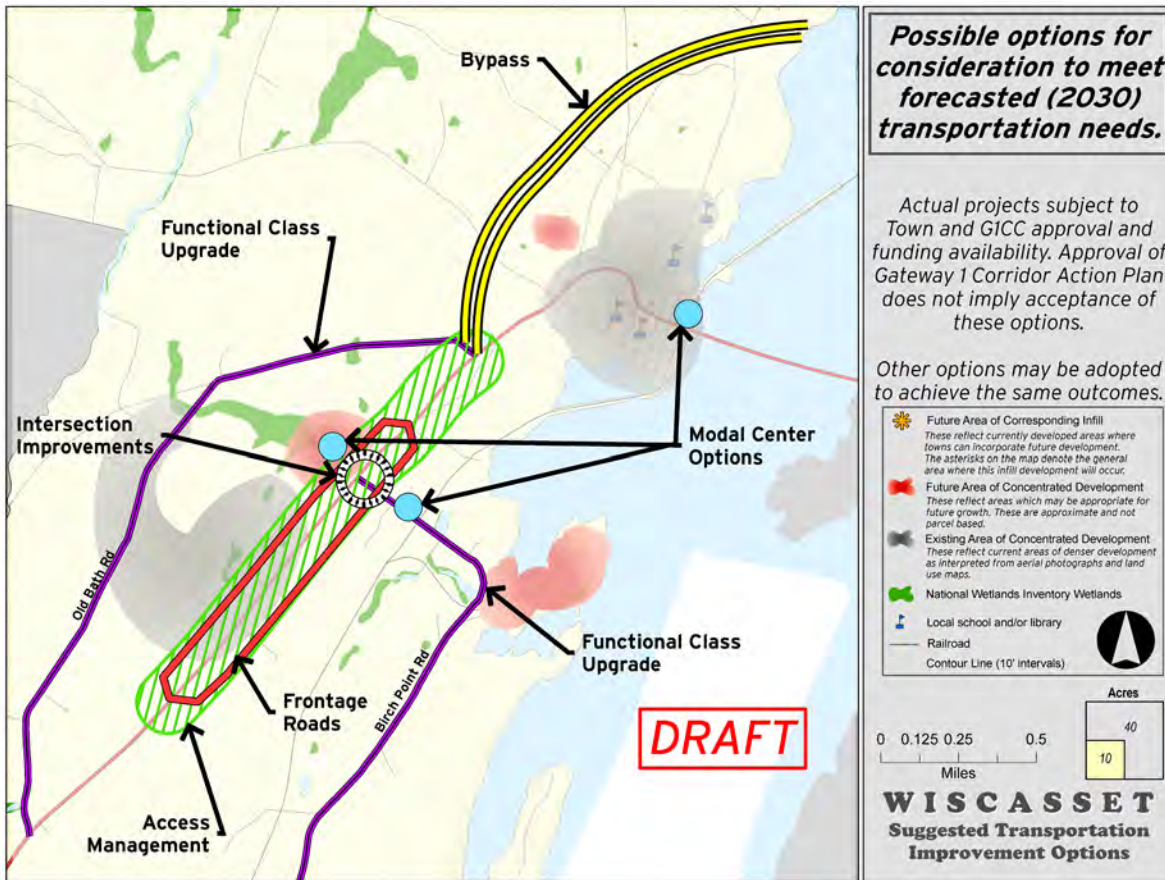 Bypass
Functional Class
Upgrade
Intersection
Improvements
Modal Center
Options
Old Bath Rd
Functional Class
Upgrade
Birch Point Rd
Frontage
Roads
DRAFT
Access
Management
Possible options for
consideration to meet
forecasted (2030)
transportation needs.
Actual projects subject to
Town and G1CC approval and
funding availability. Approval of
Gateway 1 Corridor Action Plan
does not imply acceptance of
these options.
Other options may be adopted
to achieve the same outcomes.
Future Area of Corresponding Infill
These reflect currently developed areas where
towns can incorporate future development.
The asterisks on the map denote the general
area where this infill development will occur.
Future Area of Concentrated Development
These reflect areas which may be appropriate for
future growth. These are approximate and not
parcel based.
Existing Area of Concentrated Development
These reflect current areas of denser development
as interpreted from aerial photographs and land
use maps.
National Wetlands Inventory Wetlands
Local school and/or library
Railroad
Contour Line (10' intervals)
Acres
40
10
0 0.125 0.25 0.5
Miles
WISCASSET
Suggested Transportation
Improvement Options